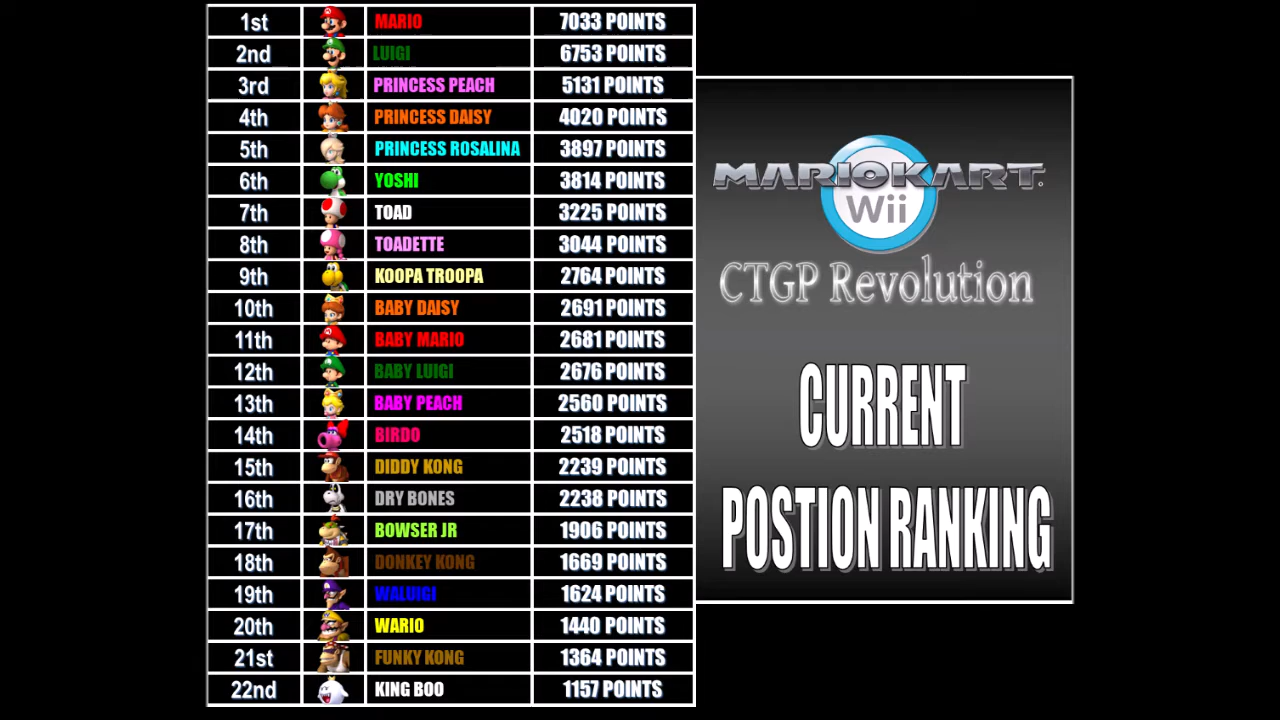 1st MARIO 7033 POINTS
2nd LUIGI 6753 POINTS
3rd PRINCESS PEACH 5131 POINTS
4th PRINCESS DAISY 4020 POINTS
5th PRINCESS ROSALINA 3897 POINTS
6th YOSHI 3814 POINTS
7th TOAD 3225 POINTS
8th TOADETTE 3044 POINTS
9th KOOPA TROOPA 2764 POINTS
10th BABY DAISY 2691 POINTS
11th BABY MARIO 2681 POINTS
12th BABY LUIGI 2676 POINTS
13th BABY PEACH 2560 POINTS
14th BIRDO 2518 POINTS
15th DIDDY KONG 2239 POINTS
16th DRY BONES 2238 POINTS
17th BOWSER JR 1906 POINTS
18th DONKEY KONG 1669 POINTS
19th WALUIGI 1624 POINTS
20th WARIO 1440 POINTS
21st FUNKY KONG 1364 POINTS
22nd KING BOO 1157 POINTS
MARIOKART.
Wii
CTGP Revolution
CURRENT
POSTION RANKING